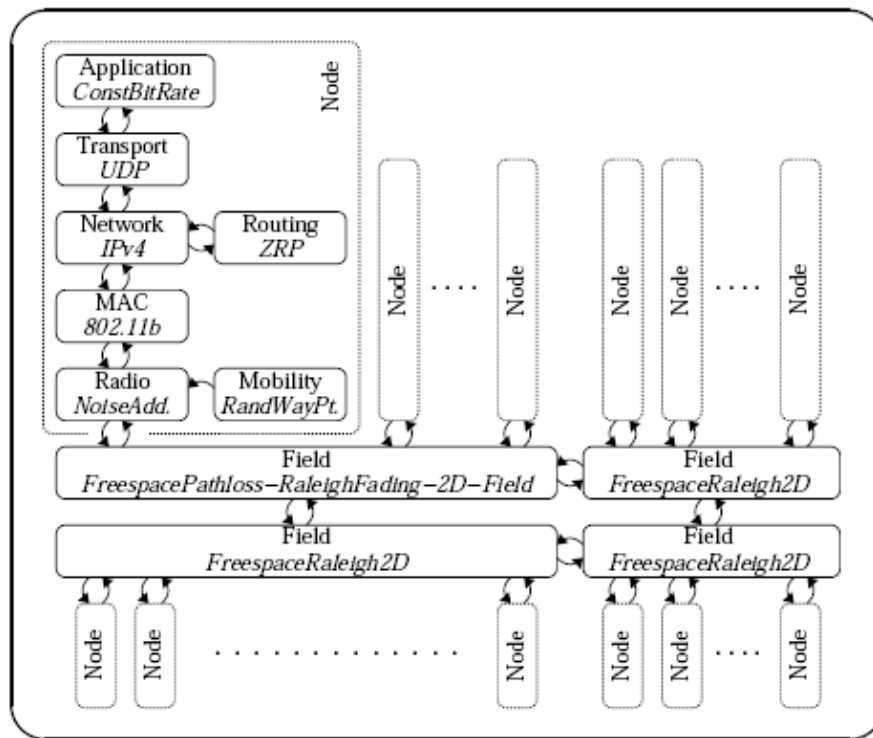 Application
ConstBitRate
Node
Transport
UDP
Network
IPv4
Routing
ZRP
MAC
802.11b
Radio
NoiseAdd.
Mobility
RandWayPt.
Node
Node
Node
Node
Node
Field
FreespacePathloss-RaleighFading-2D-Field
Field
FreespaceRaleigh2D
Field
FreespaceRaleigh2D
Field
FreespaceRaleigh2D
Node
Node
Node
Node
Node
Node